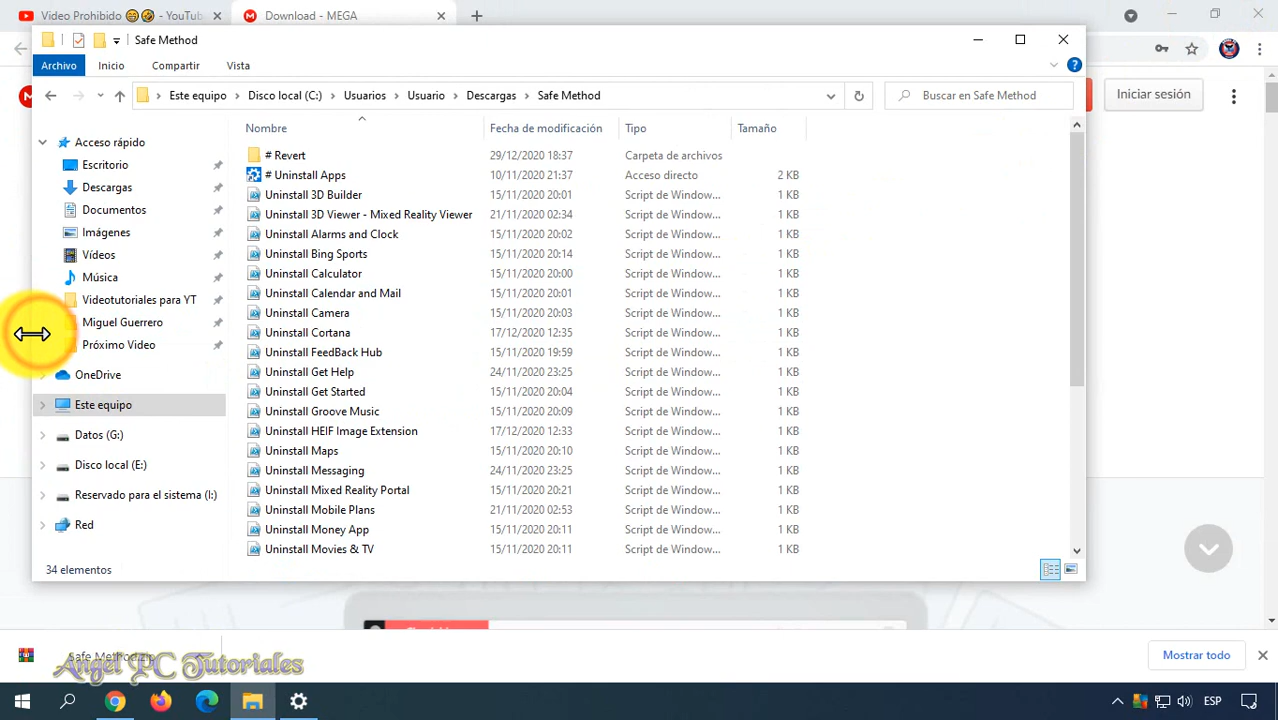 Video Prohibido 😁🤣 - YouTub
Download - MEGA
Safe Method
Archivo Inicio Compartir Vista
Este equipo > Disco local (C:) > Usuarios > Usuario > Descargas > Safe Method
Buscar en Safe Method
Iniciar sesión
Nombre Fecha de modificación Tipo Tamaño
Acceso rápido
Escritorio
Descargas
Documentos
Imágenes
Vídeos
Música
Videotutoriales para YT
Miguel Guerrero
Próximo Video
OneDrive
Este equipo
Datos (G:)
Disco local (E:)
Reservado para el sistema (I:)
Red
# Revert 29/12/2020 18:37 Carpeta de archivos
# Uninstall Apps 10/11/2020 21:37 Acceso directo 2 KB
Uninstall 3D Builder 15/11/2020 20:01 Script de Window... 1 KB
Uninstall 3D Viewer - Mixed Reality Viewer 21/11/2020 02:34 Script de Window... 1 KB
Uninstall Alarms and Clock 15/11/2020 20:02 Script de Window... 1 KB
Uninstall Bing Sports 15/11/2020 20:14 Script de Window... 1 KB
Uninstall Calculator 15/11/2020 20:00 Script de Window... 1 KB
Uninstall Calendar and Mail 15/11/2020 20:01 Script de Window... 1 KB
Uninstall Camera 15/11/2020 20:03 Script de Window... 1 KB
Uninstall Cortana 17/12/2020 12:35 Script de Window... 1 KB
Uninstall FeedBack Hub 15/11/2020 19:59 Script de Window... 1 KB
Uninstall Get Help 24/11/2020 23:25 Script de Window... 1 KB
Uninstall Get Started 15/11/2020 20:04 Script de Window... 1 KB
Uninstall Groove Music 15/11/2020 20:09 Script de Window... 1 KB
Uninstall HEIF Image Extension 17/12/2020 12:33 Script de Window... 1 KB
Uninstall Maps 15/11/2020 20:10 Script de Window... 1 KB
Uninstall Messaging 24/11/2020 23:25 Script de Window... 1 KB
Uninstall Mixed Reality Portal 15/11/2020 20:21 Script de Window... 1 KB
Uninstall Mobile Plans 21/11/2020 02:53 Script de Window... 1 KB
Uninstall Money App 15/11/2020 20:11 Script de Window... 1 KB
Uninstall Movies & TV 15/11/2020 20:11 Script de Window... 1 KB
34 elementos
Safe Method.zip
Angel PC Tutoriales
Mostrar todo
ESP